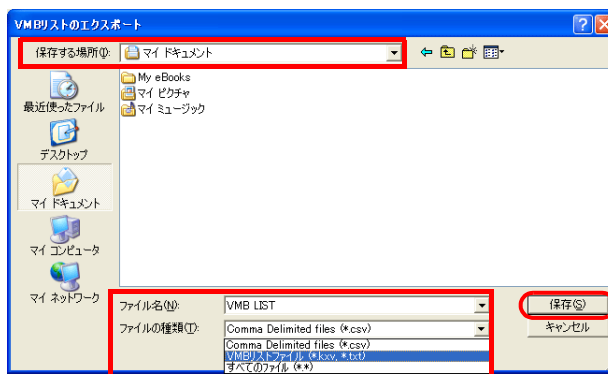 VMBリストのエクスポート
保存する場所(I):
マイ ドキュメント
My eBooks
マイ ピクチャ
マイ ミュージック
最近使ったファイル
デスクトップ
マイ ドキュメント
マイ コンピュータ
マイ ネットワーク
ファイル名(N):
VMB LIST
保存(S)
ファイルの種類(T):
Comma Delimited files (*.csv)
キャンセル
Comma Delimited files (*.csv)
VMBリストファイル (*.kxv, *.txt)
すべてのファイル (*.*)